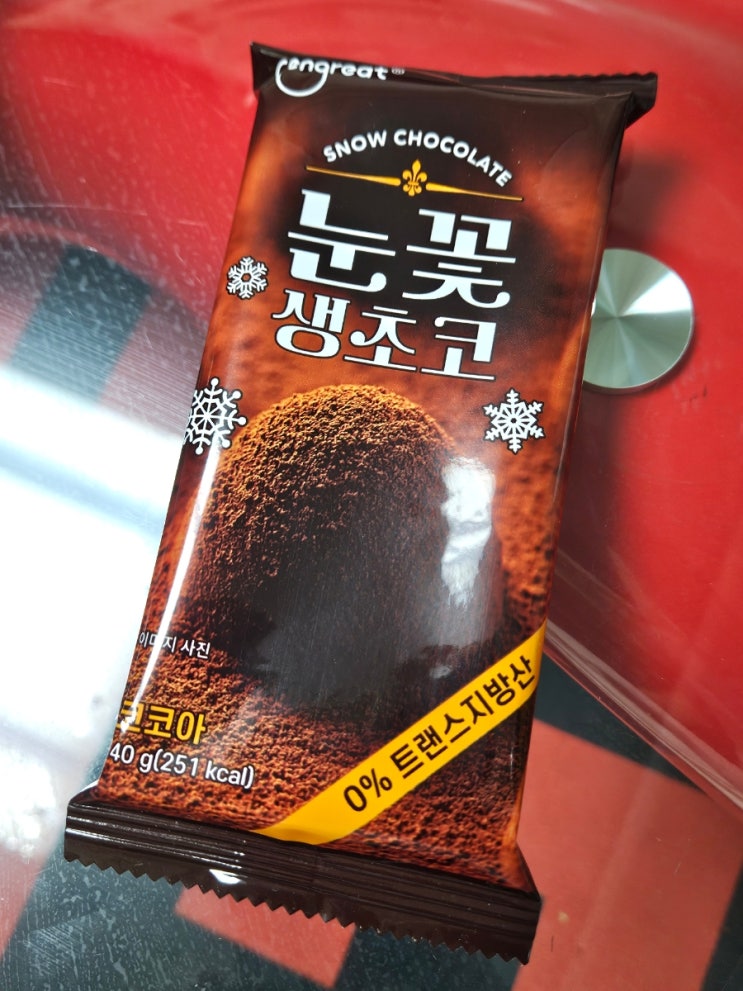 Congreat
SNOW CHOCOLATE
눈꽃
생초코
이미지 사진
코코아
40 g(251 kcal)
0% 트랜스지방산